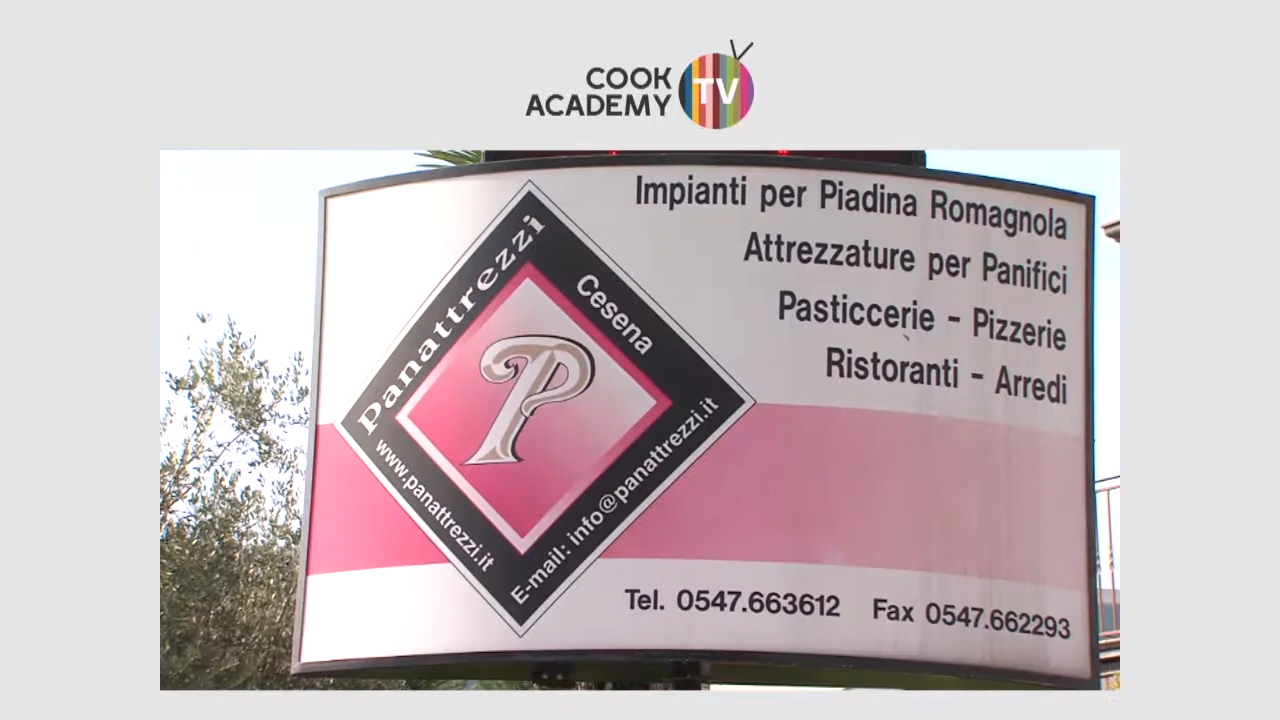 COOK
ACADEMY
TV
Impianti per Piadina Romagnola
Attrezzature per Panifici
Pasticcerie - Pizzerie
Ristoranti - Arredi
Panattrezzi
Cesena
P
www.panattrezzi.it
E-mail: info@panattrezzi.it
Tel. 0547.663612
Fax 0547.662293